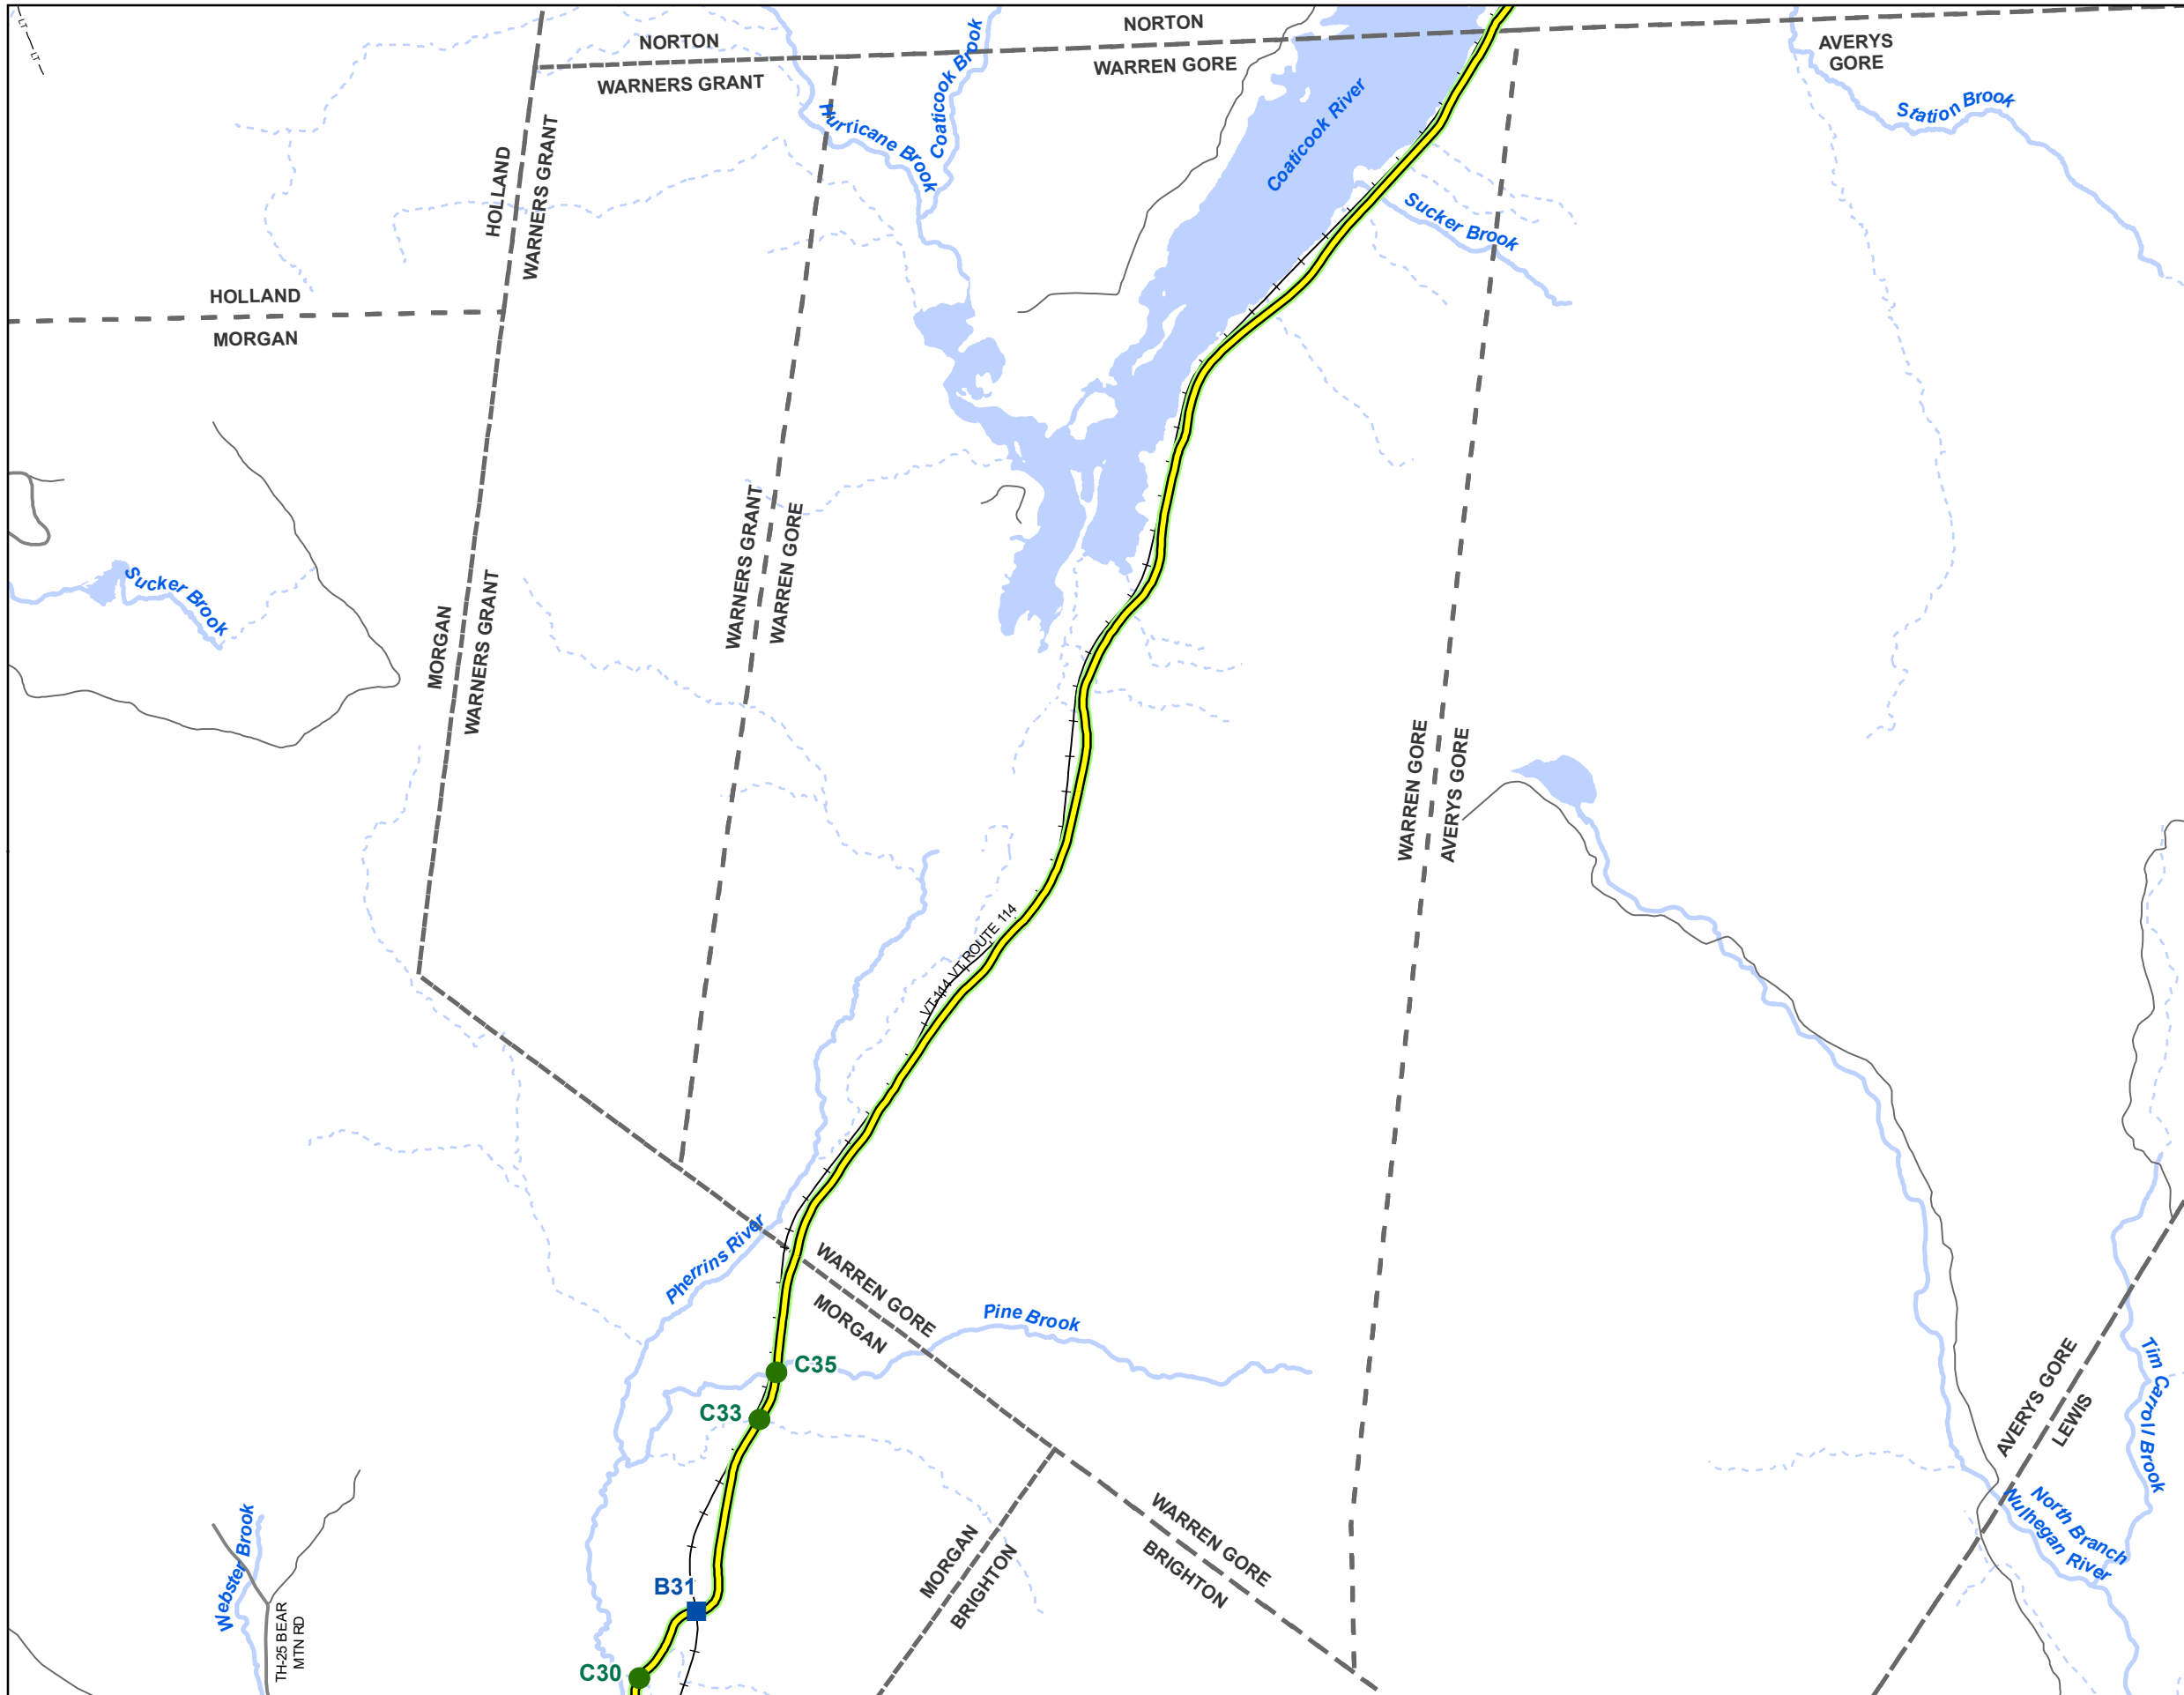 LT
LT
NORTON
WARNERS GRANT
NORTON
WARREN GORE
AVERYS
GORE
Hurricane Brook
Coaticook Brook
Coaticook River
Station Brook
Sucker Brook
HOLLAND
WARNERS GRANT
HOLLAND
MORGAN
Sucker Brook
MORGAN
WARNERS GRANT
WARNERS GRANT
WARREN GORE
WARREN GORE
AVERYS GORE
VT-114 VT ROUTE 114
Pherrins River
WARREN GORE
MORGAN
Pine Brook
C35
C33
AVERYS GORE
LEWIS
Tim Carroll Brook
North Branch
Nulhegan River
WARREN GORE
BRIGHTON
MORGAN
BRIGHTON
Webster Brook
TH-25 BEAR
MTN RD
B31
C30